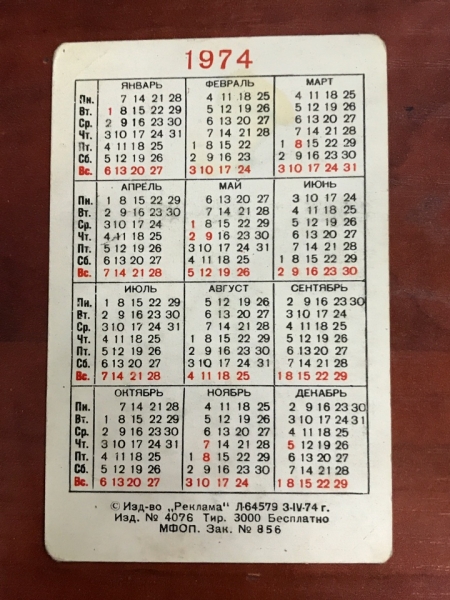 1974
ЯНВАРЬ ФЕВРАЛЬ МАРТ
Пн. 7 14 21 28 4 11 18 25 4 11 18 25
Вт. 1 8 15 22 29 5 12 19 26 5 12 19 26
Ср. 2 9 16 23 30 6 13 20 27 6 13 20 27
Чт. 3 10 17 24 31 7 14 21 28 7 14 21 28
Пт. 4 11 18 25 1 8 15 22 1 8 15 22 29
Сб. 5 12 19 26 2 9 16 23 2 9 16 23 30
Вс. 6 13 20 27 3 10 17 24 3 10 17 24 31
АПРЕЛЬ МАЙ ИЮНЬ
Пн. 1 8 15 22 29 6 13 20 27 3 10 17 24
Вт. 2 9 16 23 30 7 14 21 28 4 11 18 25
Ср. 3 10 17 24 1 8 15 22 29 5 12 19 26
Чт. 4 11 18 25 2 9 16 23 30 6 13 20 27
Пт. 5 12 19 26 3 10 17 24 31 7 14 21 28
Сб. 6 13 20 27 4 11 18 25 1 8 15 22 29
Вс. 7 14 21 28 5 12 19 26 2 9 16 23 30
ИЮЛЬ АВГУСТ СЕНТЯБРЬ
Пн. 1 8 15 22 29 5 12 19 26 2 9 16 23 30
Вт. 2 9 16 23 30 6 13 20 27 3 10 17 24
Ср. 3 10 17 24 31 7 14 21 28 4 11 18 25
Чт. 4 11 18 25 1 8 15 22 29 5 12 19 26
Пт. 5 12 19 26 2 9 16 23 30 6 13 20 27
Сб. 6 13 20 27 3 10 17 24 31 7 14 21 28
Вс. 7 14 21 28 4 11 18 25 1 8 15 22 29
ОКТЯБРЬ НОЯБРЬ ДЕКАБРЬ
Пн. 7 14 21 28 4 11 18 25 2 9 16 23 30
Вт. 1 8 15 22 29 5 12 19 26 3 10 17 24 31
Ср. 2 9 16 23 30 6 13 20 27 4 11 18 25
Чт. 3 10 17 24 31 7 14 21 28 5 12 19 26
Пт. 4 11 18 25 1 8 15 22 29 6 13 20 27
Сб. 5 12 19 26 2 9 16 23 30 7 14 21 28
Вс. 6 13 20 27 3 10 17 24 1 8 15 22 29
© Изд-во „Реклама“ Л-64579 3-IV-74 г.
Изд. № 4076 Тир. 3000 Бесплатно
МФОП. Зак. № 856